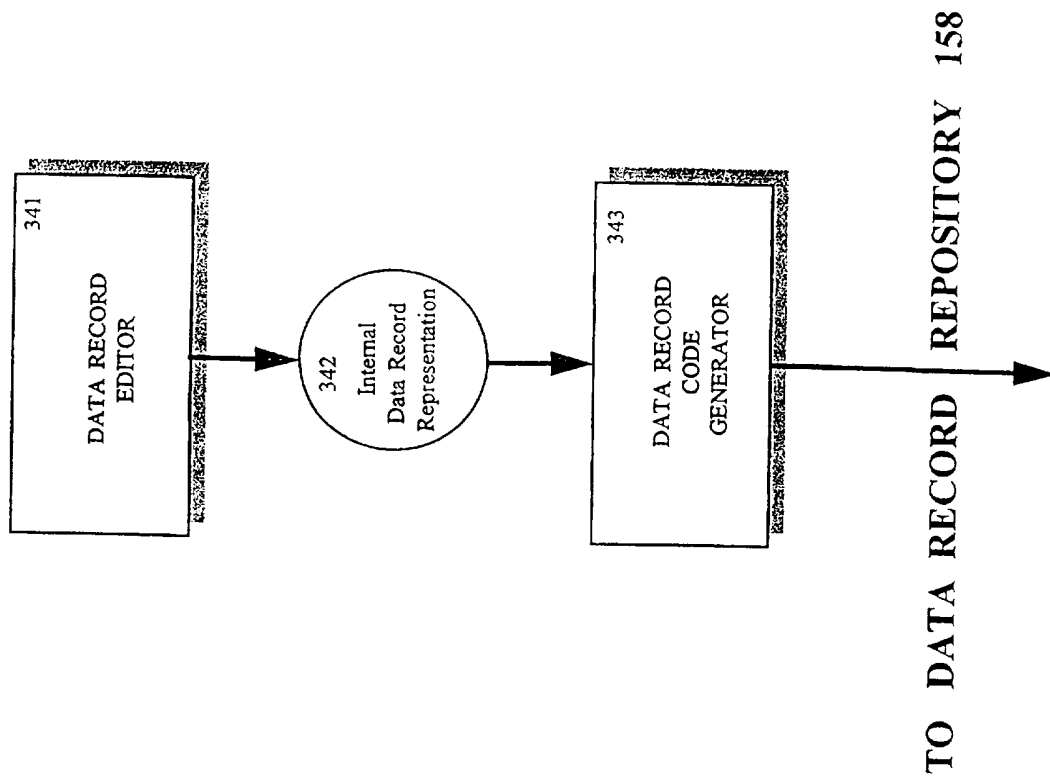 341
DATA RECORD
EDITOR
342
Internal
Data Record
Representation
343
DATA RECORD
CODE
GENERATOR
TO DATA RECORD REPOSITORY 158